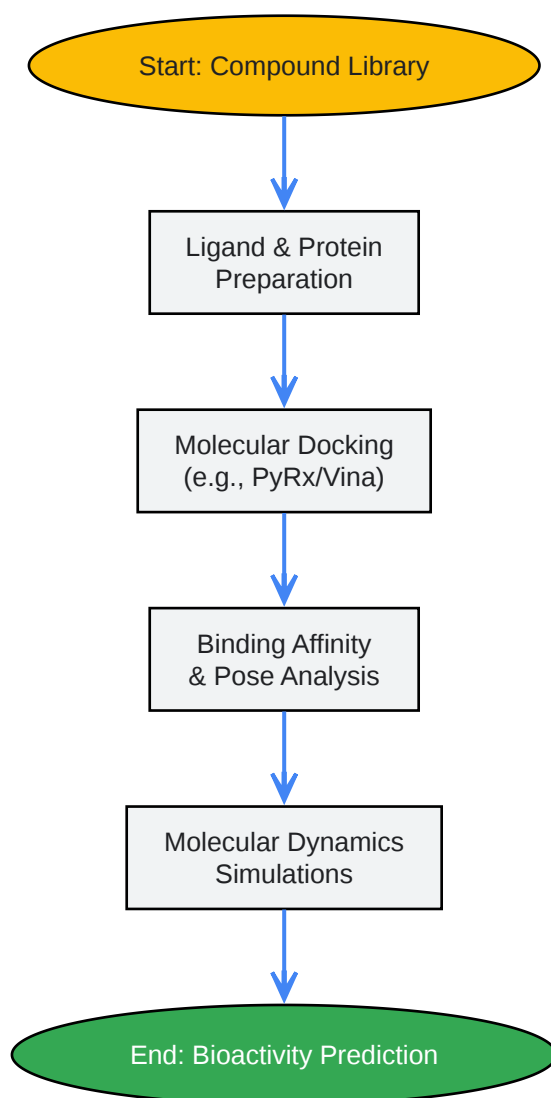 Start: Compound Library
Ligand & Protein
Preparation
Molecular Docking
(e.g., PyRx/Vina)
Binding Affinity
& Pose Analysis
Molecular Dynamics
Simulations
End: Bioactivity Prediction